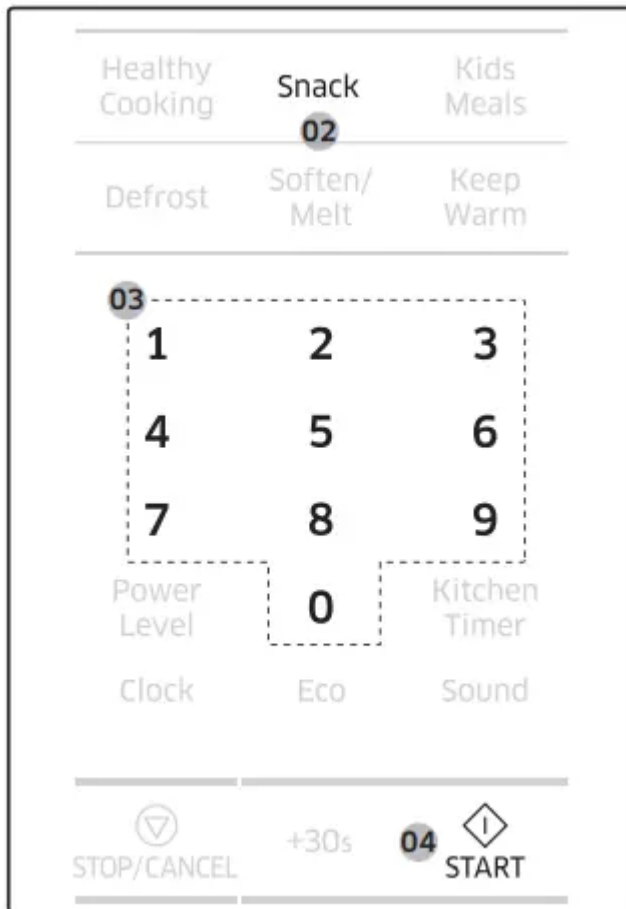 Healthy Cooking
Snack
Kids Meals
02
Defrost
Soften/ Melt
Keep Warm
03
1 2 3
4 5 6
7 8 9
Power Level
0
Kitchen Timer
Clock Eco Sound
STOP/CANCEL
+30s
04
START